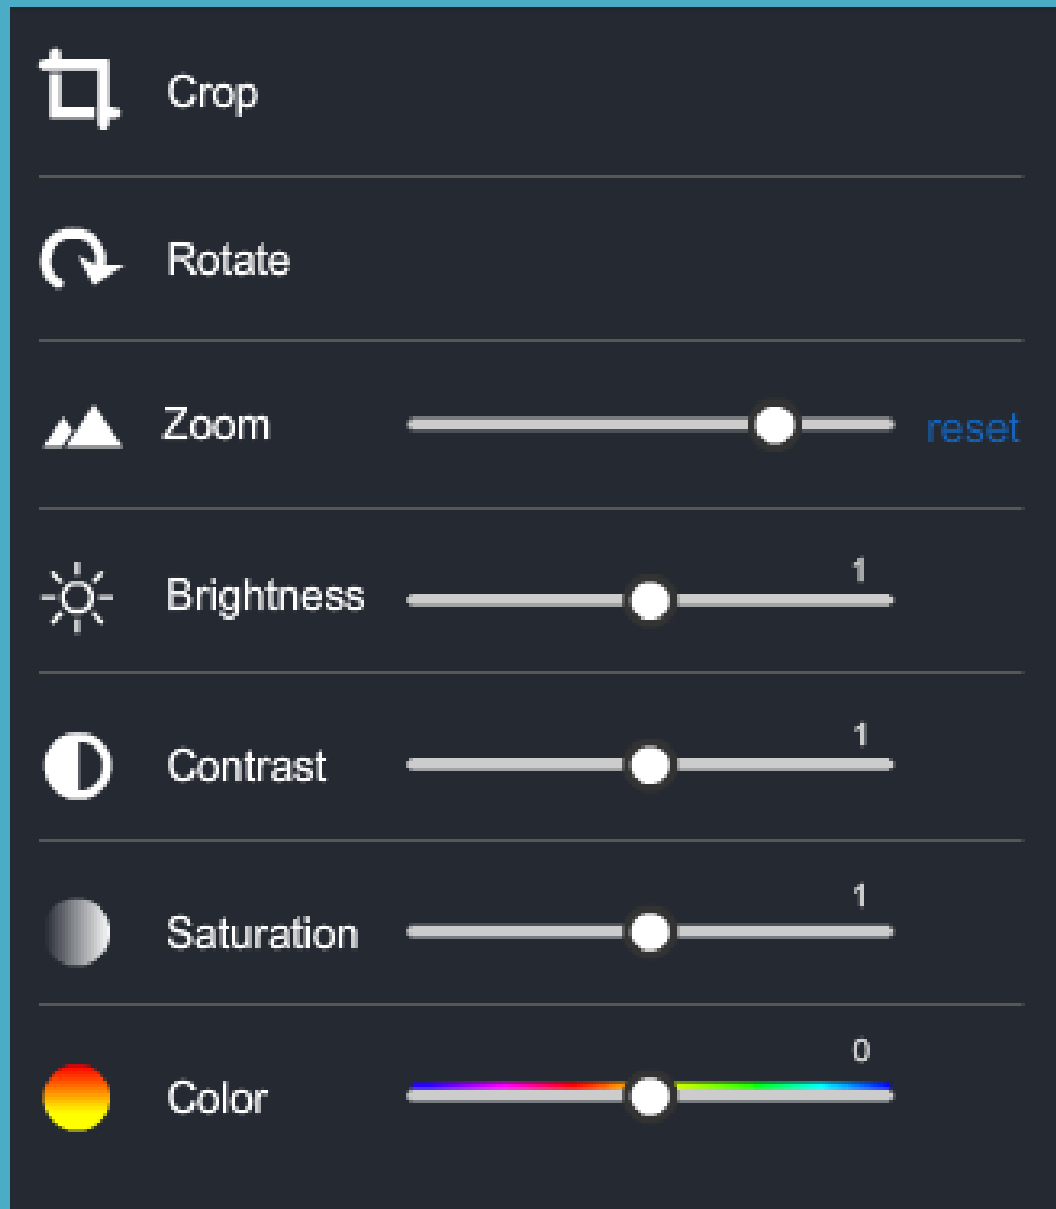 Crop
Rotate
Zoom reset
1
Brightness
1
Contrast
1
Saturation
0
Color